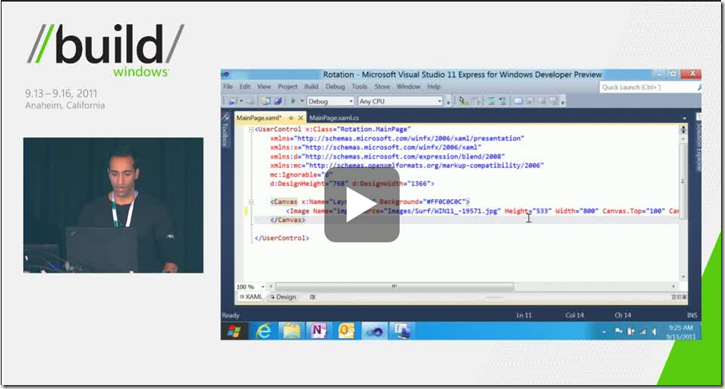 //build/
windows
9.13–9.16, 2011
Anaheim, California
Rotation - Microsoft Visual Studio 11 Express for Windows Developer Preview
File Edit View Project Build Debug Tools Store Window Help
Quick Launch (Ctrl+`)
Debug Any CPU
MainPage.xaml* MainPage.xaml.cs
Toolbox
Solution Explorer
<UserControl x:Class="Rotation.MainPage"
xmlns="http://schemas.microsoft.com/winfx/2006/xaml/presentation"
xmlns:x="http://schemas.microsoft.com/winfx/2006/xaml"
xmlns:d="http://schemas.microsoft.com/expression/blend/2008"
xmlns:mc="http://schemas.openxmlformats.org/markup-compatibility/2006"
mc:Ignorable="d"
d:DesignHeight="768" d:DesignWidth="1366">
<Canvas x:Name="Lay Background="#FF0C0C0C">
<Image Name="im ource="Images/Surf/WIN11_-19571.jpg" Height="533" Width="800" Canvas.Top="100" Can
</Canvas>
</UserControl>
100 %
XAML Design
Ready Ln 11 Col 14 Ch 14 INS
9:25 AM
9/15/2011